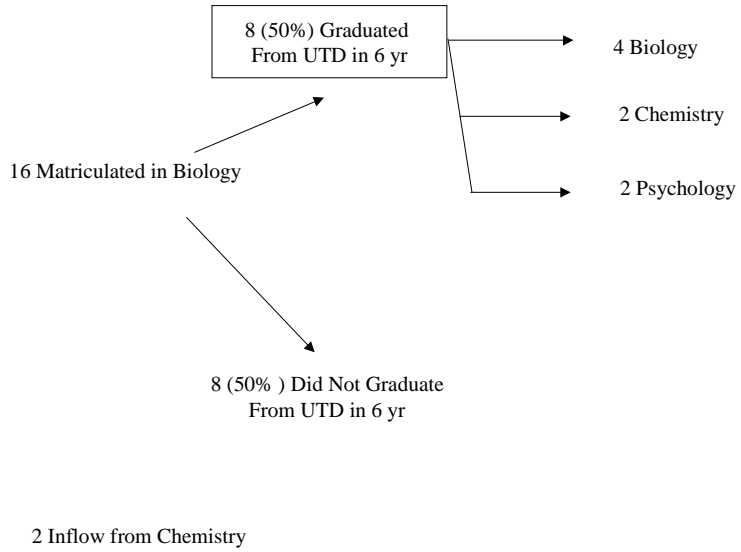 8 (50%) Graduated
From UTD in 6 yr
4 Biology
2 Chemistry
16 Matriculated in Biology
2 Psychology
8 (50% ) Did Not Graduate
From UTD in 6 yr
2 Inflow from Chemistry